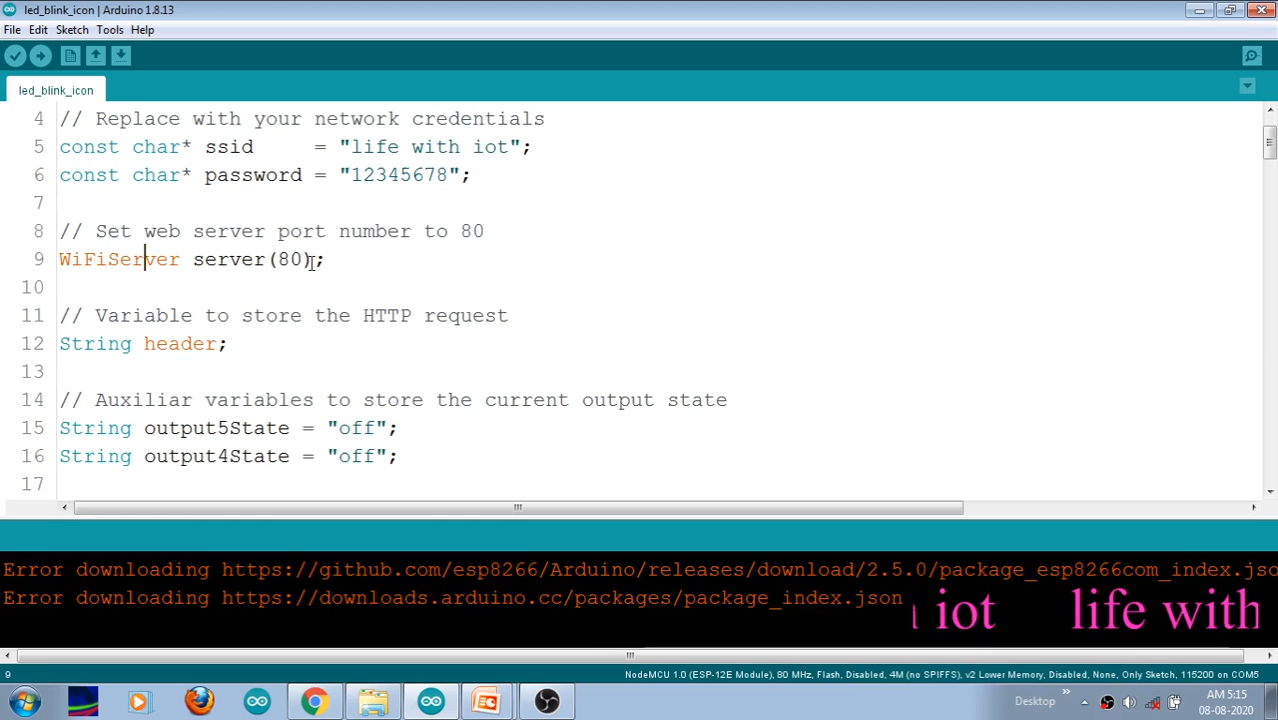 led_blink_icon | Arduino 1.8.13
File Edit Sketch Tools Help
led_blink_icon
4 // Replace with your network credentials
5 const char* ssid     = "life with iot";
6 const char* password = "12345678";
7
8 // Set web server port number to 80
9 WiFiServer server(80);
10
11 // Variable to store the HTTP request
12 String header;
13
14 // Auxiliar variables to store the current output state
15 String output5State = "off";
16 String output4State = "off";
17
Error downloading https://github.com/esp8266/Arduino/releases/download/2.5.0/package_esp8266com_index.jso
Error downloading https://downloads.arduino.cc/packages/package_index.json
iot life with
9 NodeMCU 1.0 (ESP-12E Module), 80 MHz, Flash, Disabled, 4M (no SPIFFS), v2 Lower Memory, Disabled, None, Only Sketch, 115200 on COM5
Desktop » AM 5:15
08-08-2020